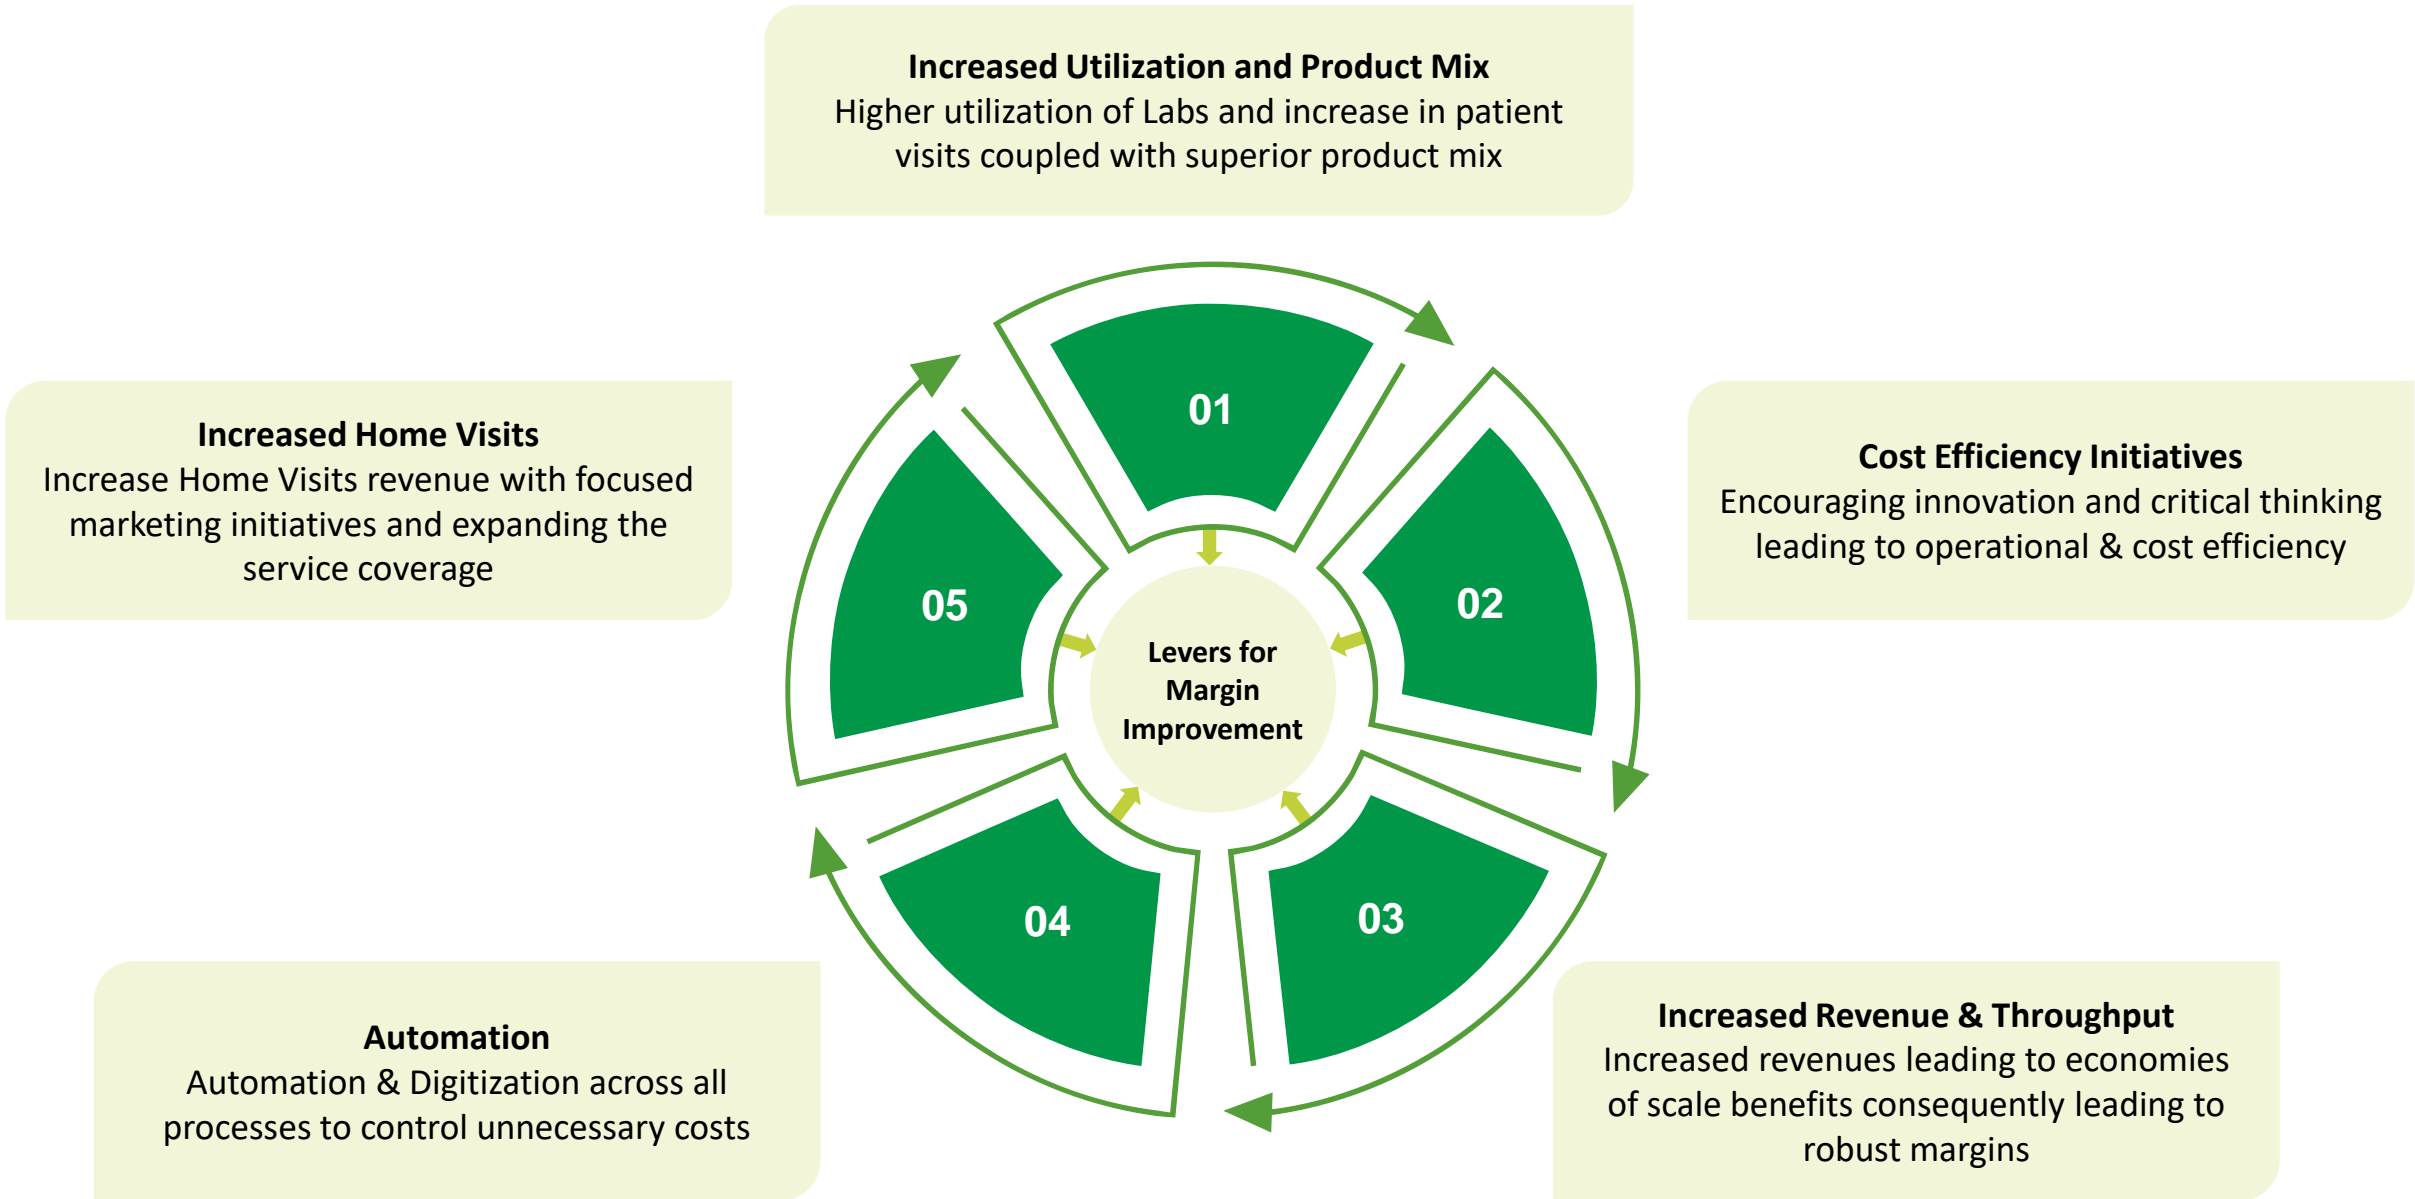 Increased Utilization and Product Mix
Higher utilization of Labs and increase in patient
visits coupled with superior product mix
01
Cost Efficiency Initiatives
Encouraging innovation and critical thinking
leading to operational & cost efficiency
02
Increased Revenue & Throughput
Increased revenues leading to economies
of scale benefits consequently leading to
robust margins
03
Automation
Automation & Digitization across all
processes to control unnecessary costs
04
Increased Home Visits
Increase Home Visits revenue with focused
marketing initiatives and expanding the
service coverage
05
Levers for
Margin
Improvement